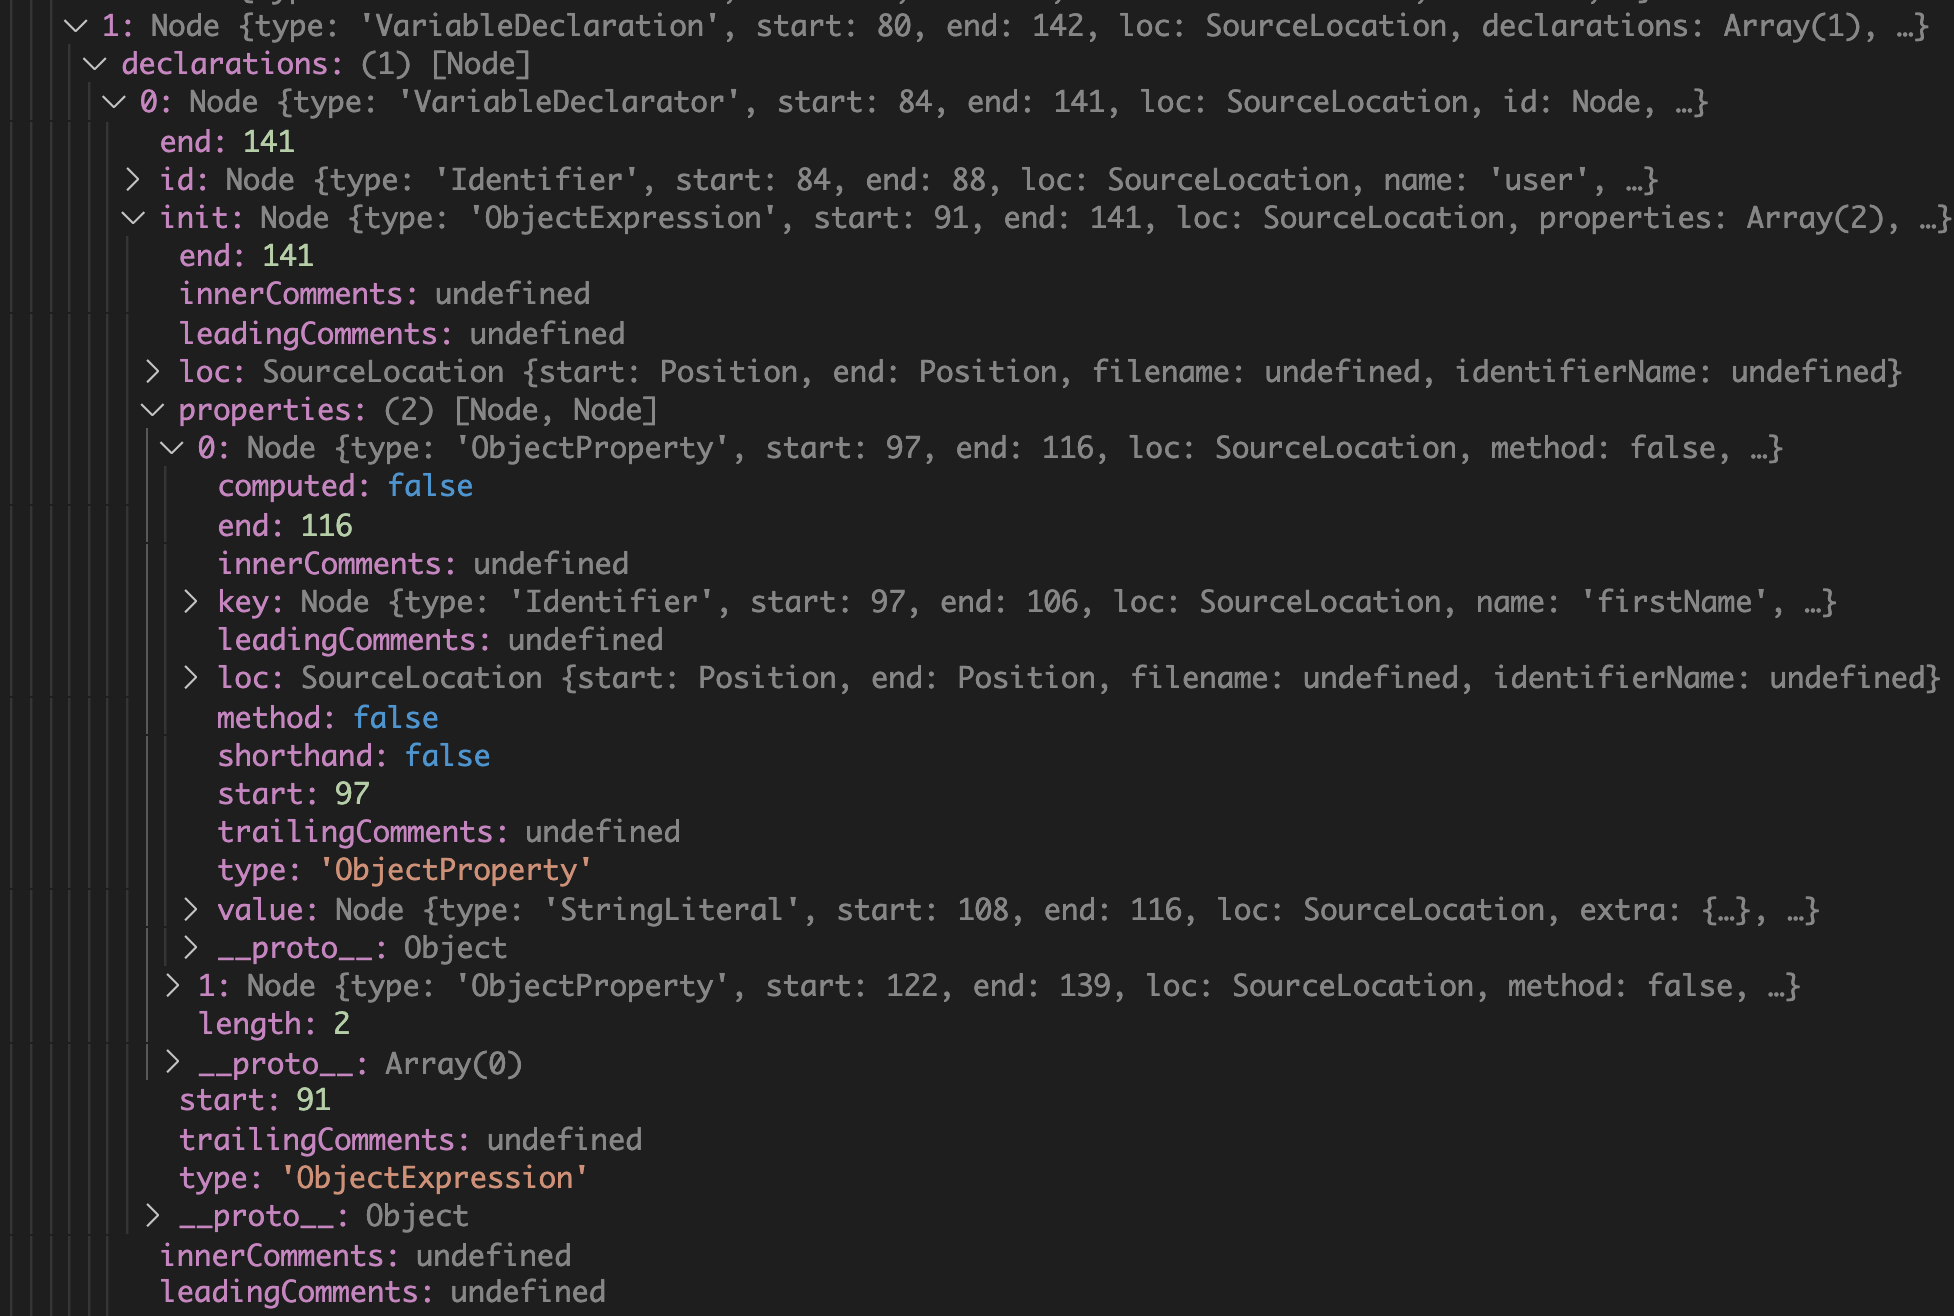 1: Node {type: 'VariableDeclaration', start: 80, end: 142, loc: SourceLocation, declarations: Array(1), …}
declarations: (1) [Node]
0: Node {type: 'VariableDeclarator', start: 84, end: 141, loc: SourceLocation, id: Node, …}
end: 141
id: Node {type: 'Identifier', start: 84, end: 88, loc: SourceLocation, name: 'user', …}
init: Node {type: 'ObjectExpression', start: 91, end: 141, loc: SourceLocation, properties: Array(2), …}
end: 141
innerComments: undefined
leadingComments: undefined
loc: SourceLocation {start: Position, end: Position, filename: undefined, identifierName: undefined}
properties: (2) [Node, Node]
0: Node {type: 'ObjectProperty', start: 97, end: 116, loc: SourceLocation, method: false, …}
computed: false
end: 116
innerComments: undefined
key: Node {type: 'Identifier', start: 97, end: 106, loc: SourceLocation, name: 'firstName', …}
leadingComments: undefined
loc: SourceLocation {start: Position, end: Position, filename: undefined, identifierName: undefined}
method: false
shorthand: false
start: 97
trailingComments: undefined
type: 'ObjectProperty'
value: Node {type: 'StringLiteral', start: 108, end: 116, loc: SourceLocation, extra: {…}, …}
__proto__: Object
1: Node {type: 'ObjectProperty', start: 122, end: 139, loc: SourceLocation, method: false, …}
length: 2
__proto__: Array(0)
start: 91
trailingComments: undefined
type: 'ObjectExpression'
__proto__: Object
innerComments: undefined
leadingComments: undefined